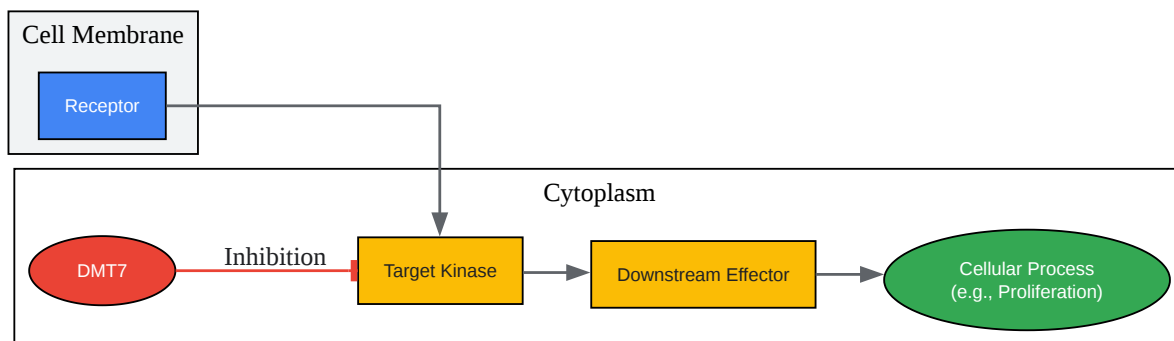 Cell Membrane
Receptor
Cytoplasm
DMT7
Inhibition
Target Kinase
Downstream Effector
Cellular Process
(e.g., Proliferation)